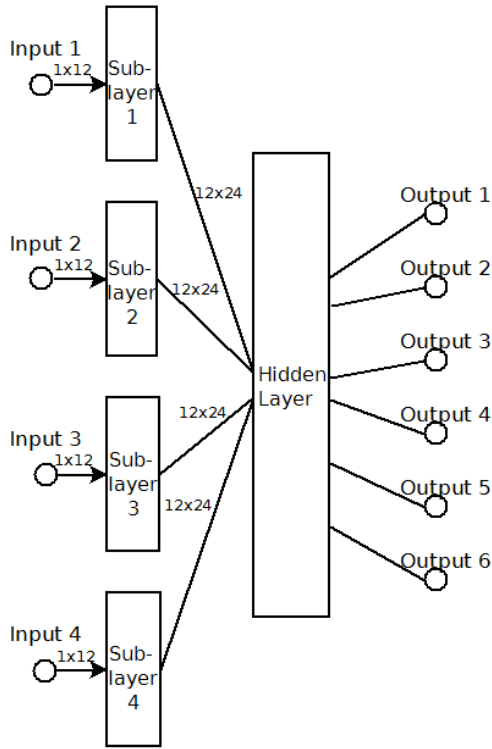 Input 1
1x12
Sub-
layer
1
12x24
Input 2
1x12
Sub-
layer
2
12x24
Input 3
1x12
Sub-
layer
3
12x24
Input 4
1x12
Sub-
layer
4
12x24
Hidden
Layer
Output 1
Output 2
Output 3
Output 4
Output 5
Output 6